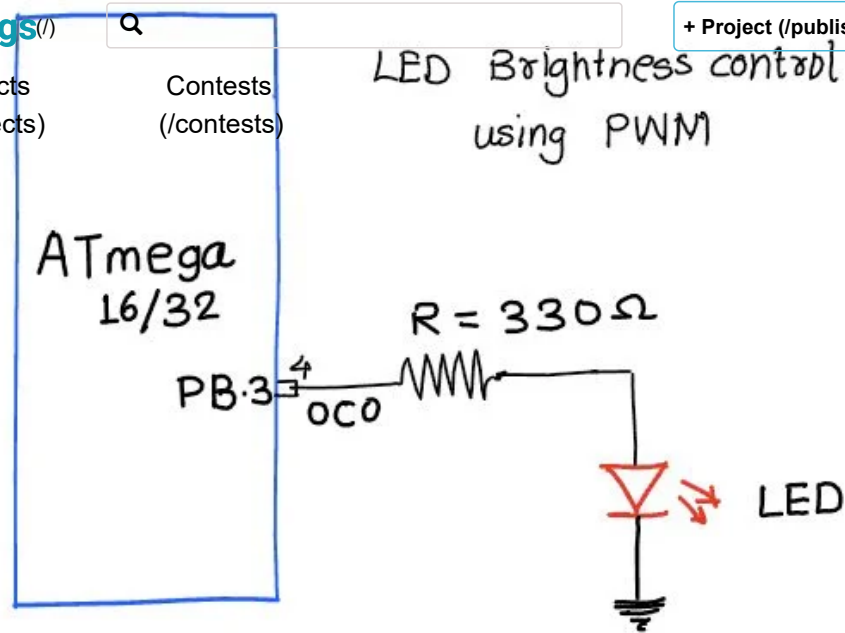 gs(/)
+ Project (/publis
cts
ects)
Contests
(/contests)
LED Brightness control
using PWM
ATmega
16/32
R = 330Ω
PB.3
4
OC0
LED